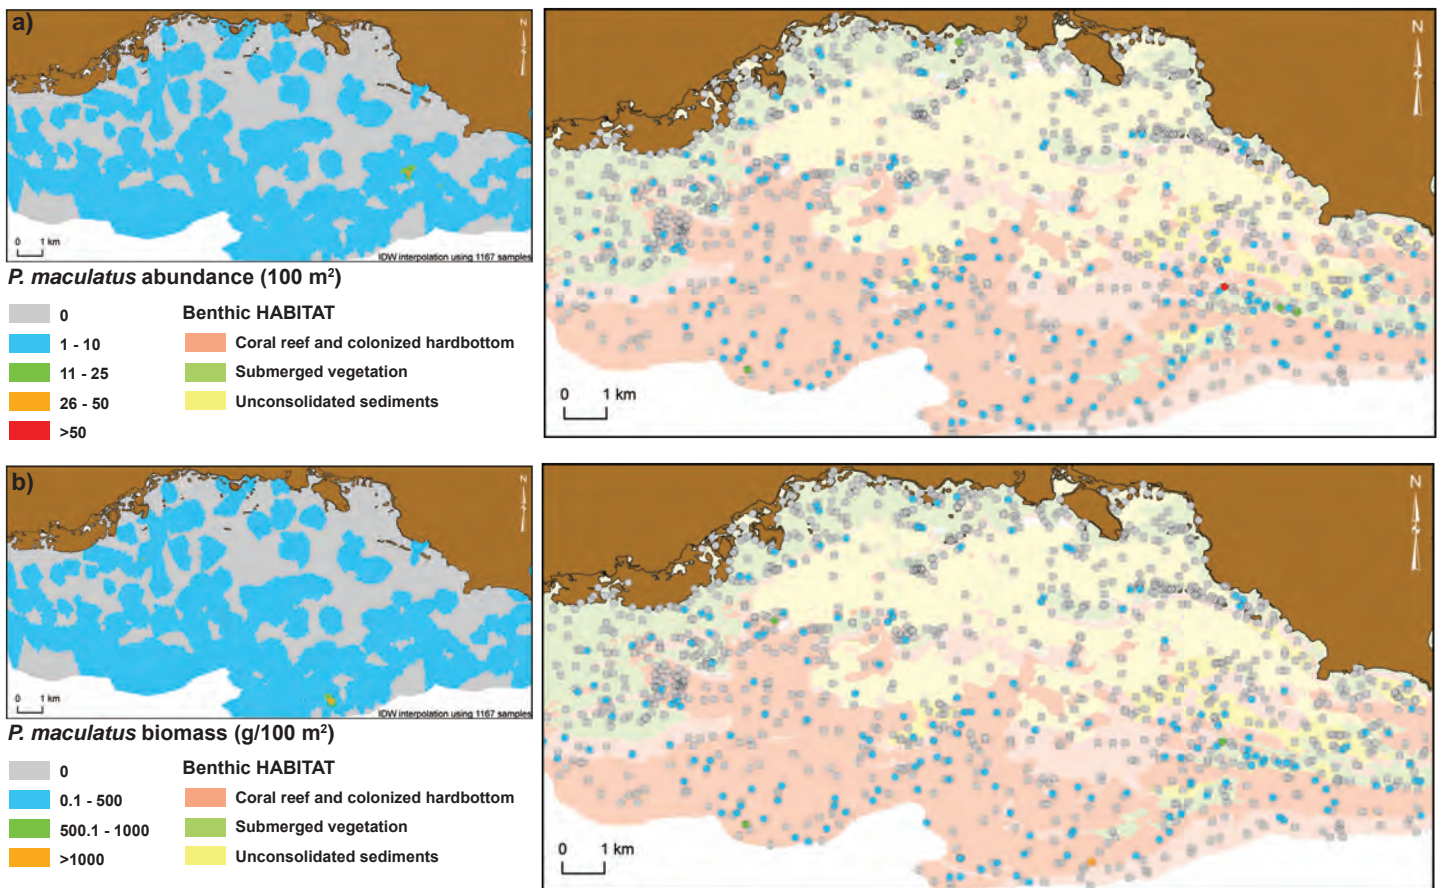 a)
N
0 1 km
IDW interpolation using 1167 samples
N
0 1 km
P. maculatus abundance (100 m²)
0
1 - 10
11 - 25
26 - 50
>50
Benthic HABITAT
Coral reef and colonized hardbottom
Submerged vegetation
Unconsolidated sediments
b)
N
0 1 km
IDW interpolation using 1167 samples
N
0 1 km
P. maculatus biomass (g/100 m²)
0
0.1 - 500
500.1 - 1000
>1000
Benthic HABITAT
Coral reef and colonized hardbottom
Submerged vegetation
Unconsolidated sediments